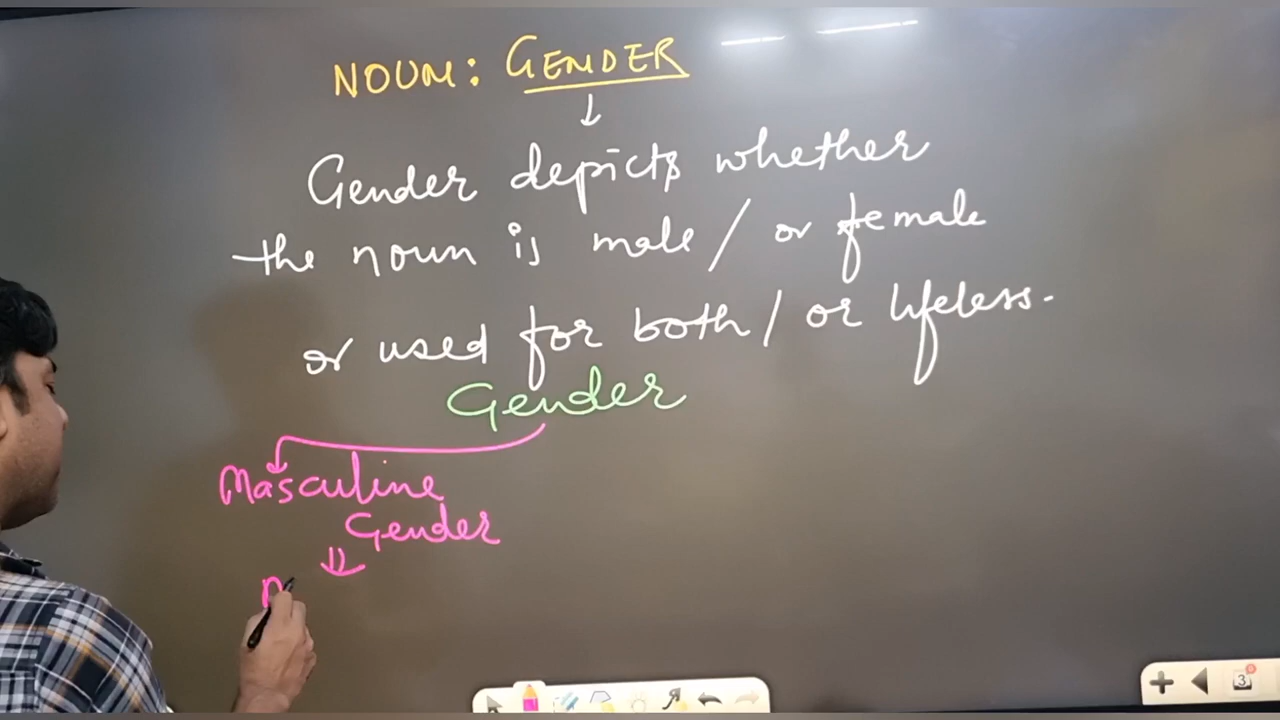 NOUN: GENDER
Gender depicts whether
the noun is male / or female
or used for both / or lifeless.
Gender
Masculine
Gender
3